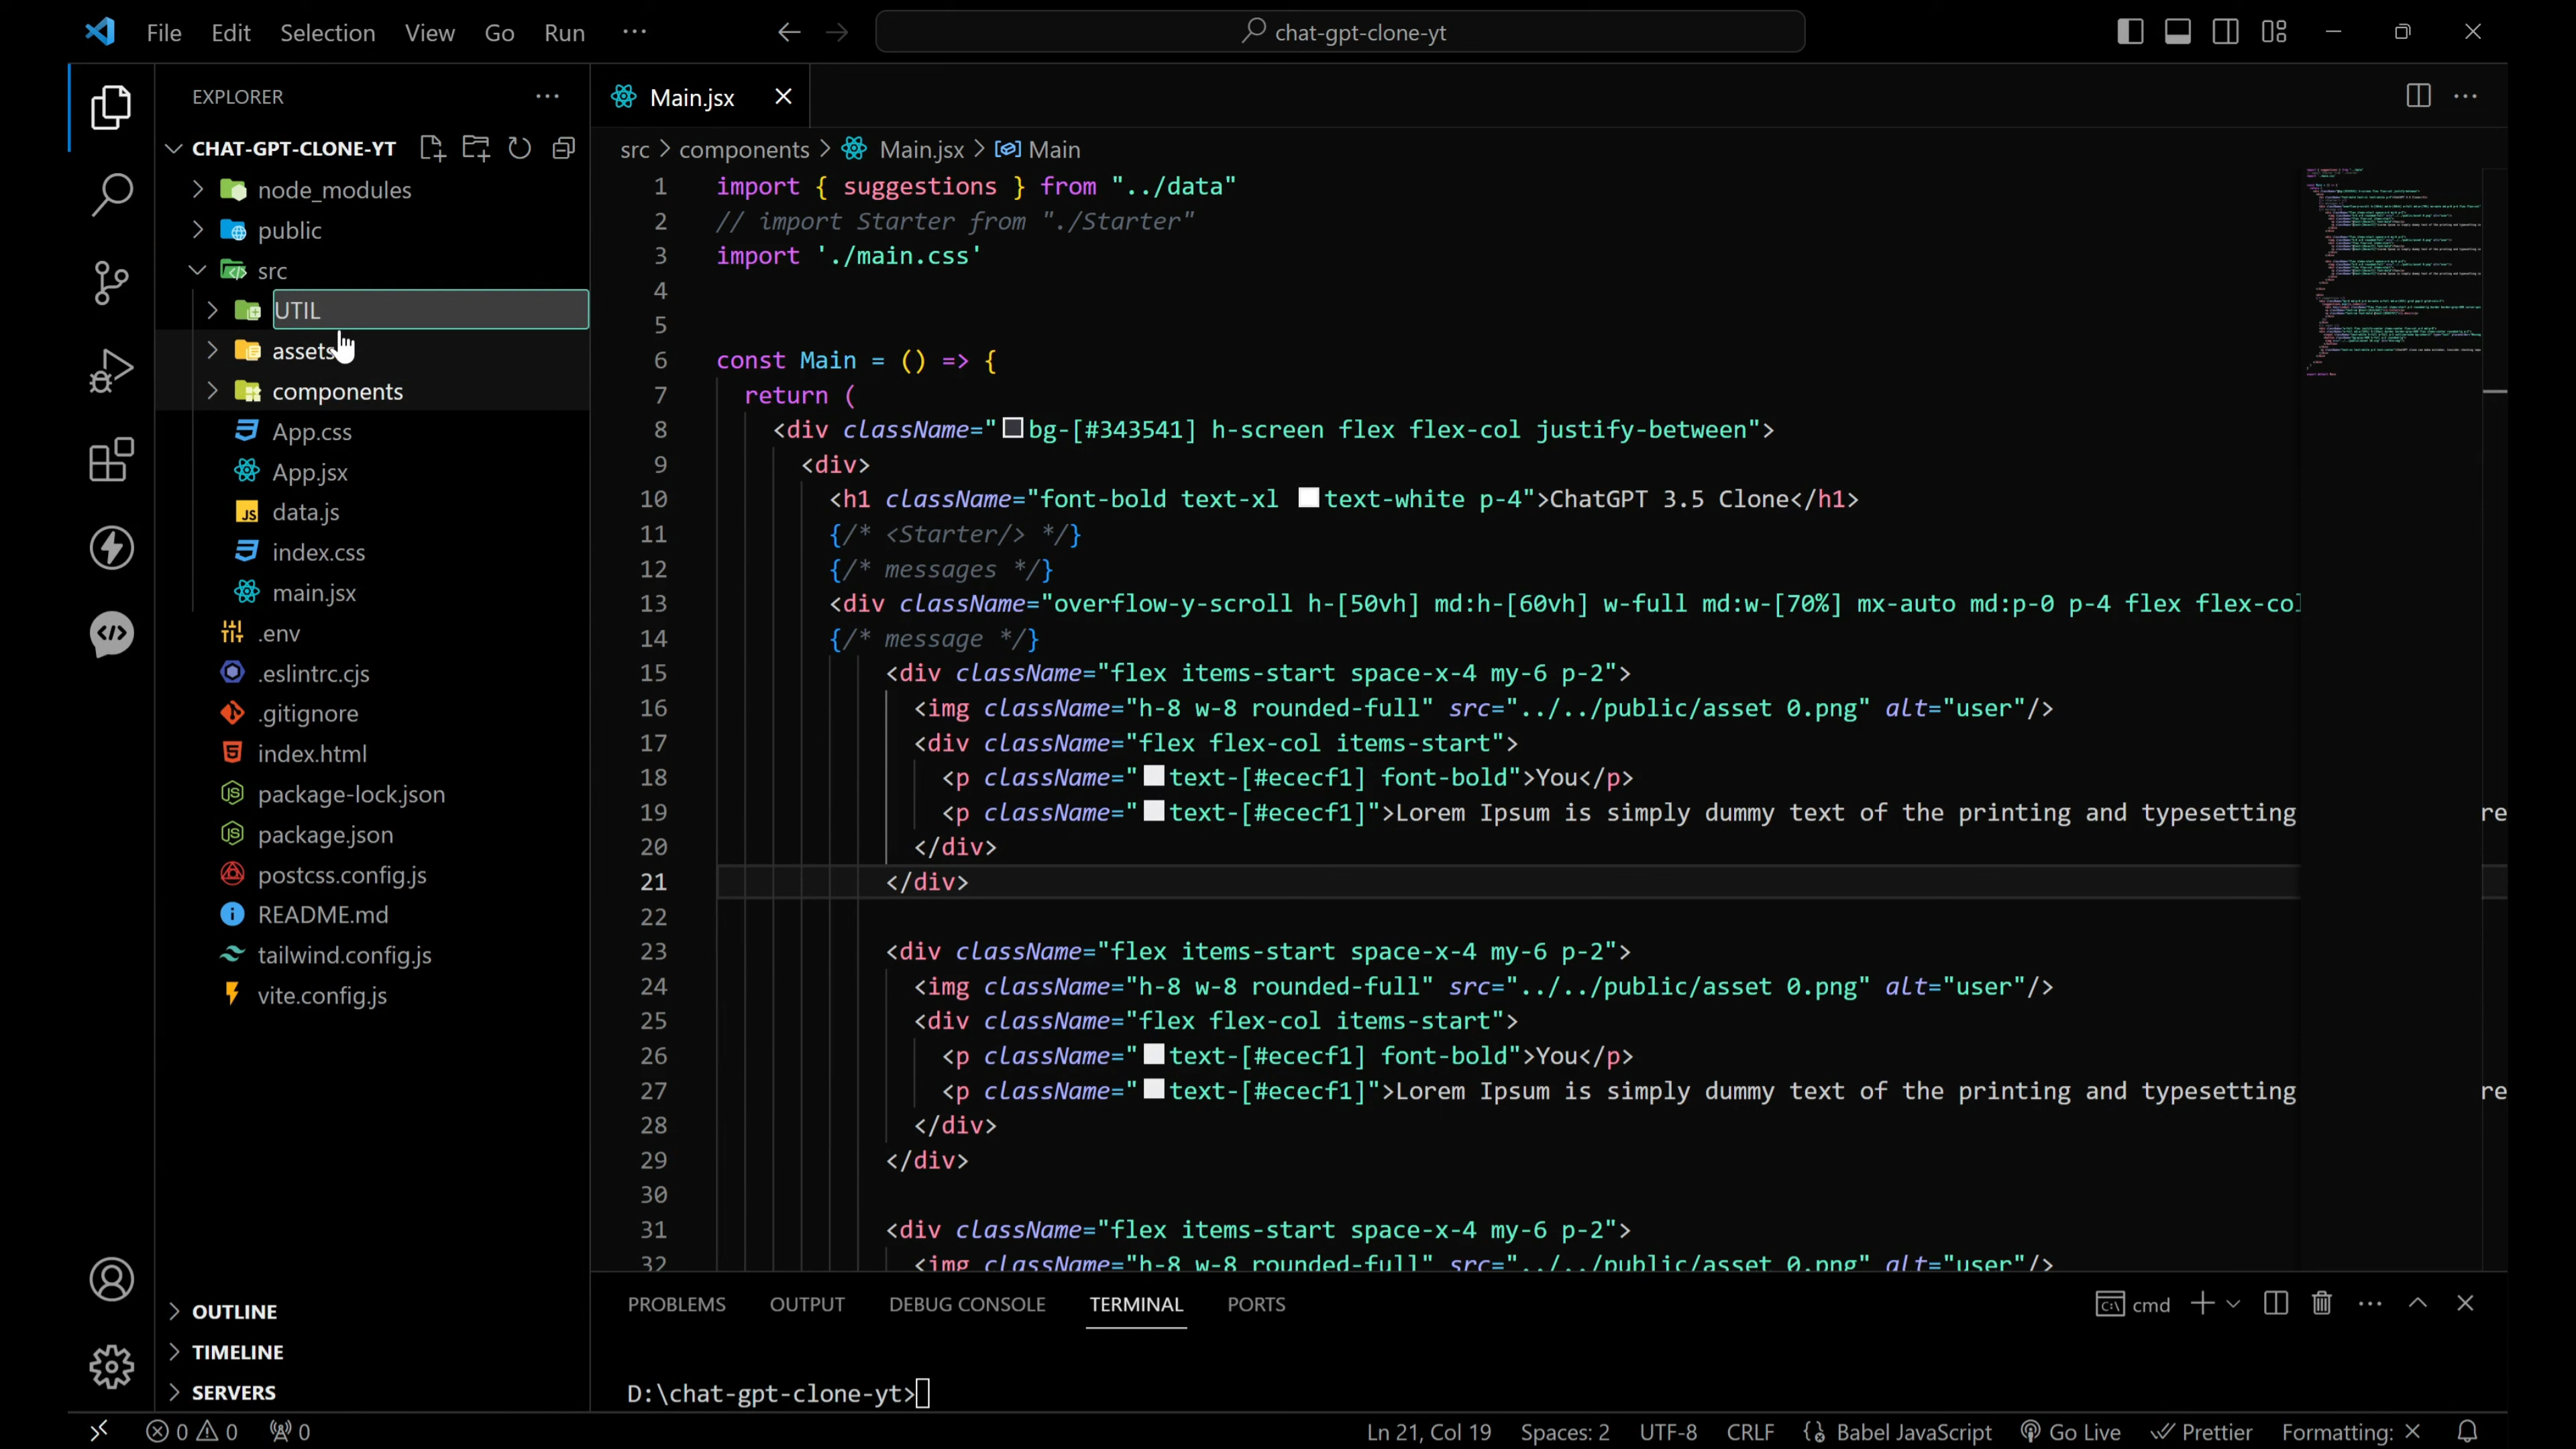 File Edit Selection View Go Run ···
chat-gpt-clone-yt
EXPLORER
CHAT-GPT-CLONE-YT
node_modules
public
src
UTIL
assets
components
App.css
App.jsx
data.js
index.css
main.jsx
.env
.eslintrc.cjs
.gitignore
index.html
package-lock.json
package.json
postcss.config.js
README.md
tailwind.config.js
vite.config.js
OUTLINE
TIMELINE
SERVERS
Main.jsx
src > components > Main.jsx > Main
1 import { suggestions } from "../data"
2 // import Starter from "./Starter"
3 import './main.css'
4
5
6 const Main = () => {
7 return (
8 <div className="bg-[#343541] h-screen flex flex-col justify-between">
9 <div>
10 <h1 className="font-bold text-xl text-white p-4">ChatGPT 3.5 Clone</h1>
11 {/* <Starter/> */}
12 {/* messages */}
13 <div className="overflow-y-scroll h-[50vh] md:h-[60vh] w-full md:w-[70%] mx-auto md:p-0 p-4 flex flex-col
14 {/* message */}
15 <div className="flex items-start space-x-4 my-6 p-2">
16 <img className="h-8 w-8 rounded-full" src="../../public/asset 0.png" alt="user"/>
17 <div className="flex flex-col items-start">
18 <p className="text-[#ececf1] font-bold">You</p>
19 <p className="text-[#ececf1]">Lorem Ipsum is simply dummy text of the printing and typesetting re
20 </div>
21 </div>
22
23 <div className="flex items-start space-x-4 my-6 p-2">
24 <img className="h-8 w-8 rounded-full" src="../../public/asset 0.png" alt="user"/>
25 <div className="flex flex-col items-start">
26 <p className="text-[#ececf1] font-bold">You</p>
27 <p className="text-[#ececf1]">Lorem Ipsum is simply dummy text of the printing and typesetting re
28 </div>
29 </div>
30
31 <div className="flex items-start space-x-4 my-6 p-2">
32 <img className="h-8 w-8 rounded-full" src="../../public/asset 0.png" alt="user"/>
PROBLEMS OUTPUT DEBUG CONSOLE TERMINAL PORTS cmd
D:\chat-gpt-clone-yt>
0 0 0 Ln 21, Col 19 Spaces: 2 UTF-8 CRLF Babel JavaScript Go Live Prettier Formatting: ×